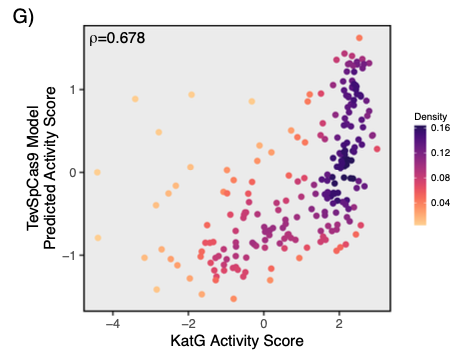 G)
ρ=0.678
TevSpCas9 Model
Predicted Activity Score
1
0
−1
−4
−2
0
2
KatG Activity Score
Density
0.16
0.12
0.08
0.04